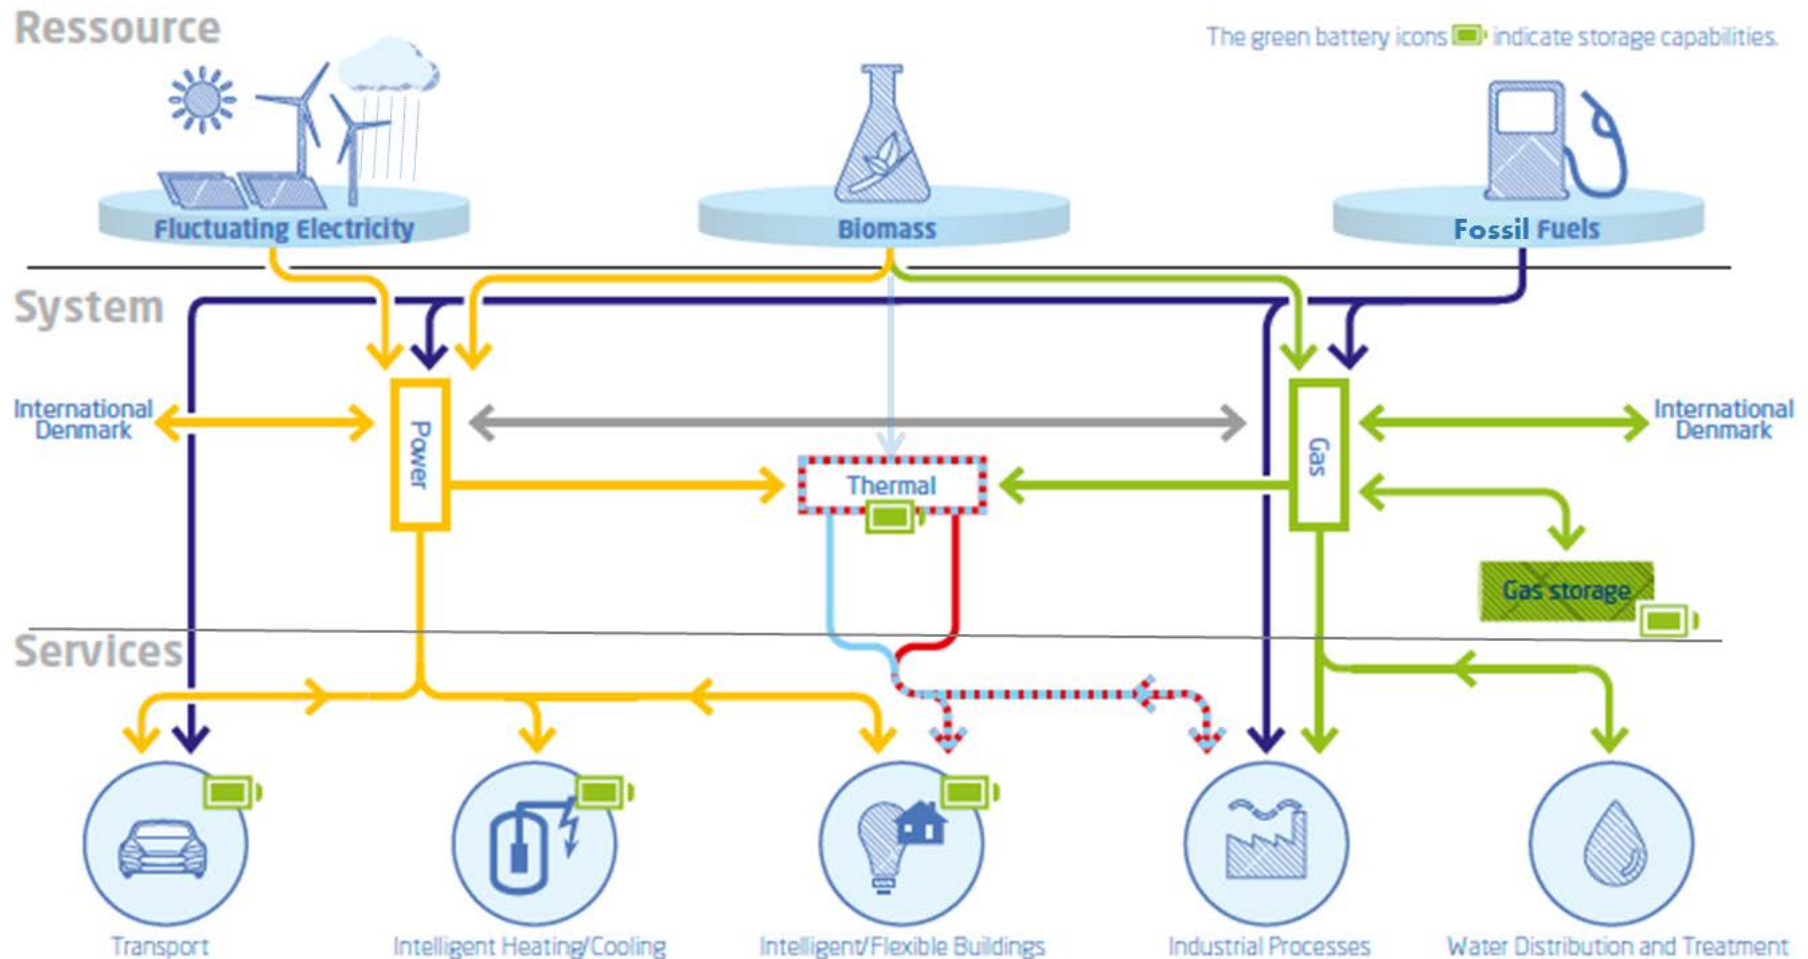 Ressource
The green battery icons indicate storage capabilities.
Fluctuating Electricity
Biomass
Fossil Fuels
System
International
Denmark
Power
Gas
International
Denmark
Thermal
Gas storage
Services
Transport
Intelligent Heating/Cooling
Intelligent/Flexible Buildings
Industrial Processes
Water Distribution and Treatment